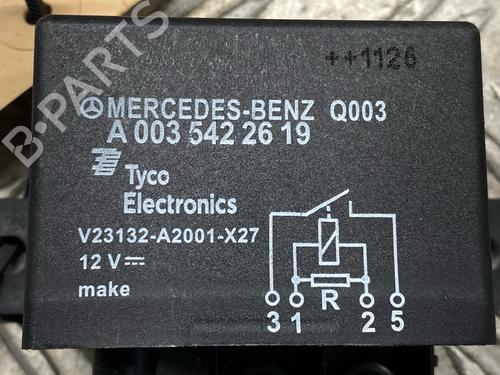 B-PARTS
++1126
MERCEDES-BENZ Q003
A 003 542 26 19
Tyco
Electronics
V23132-A2001-X27
12 V
make
R
3 1 2 5